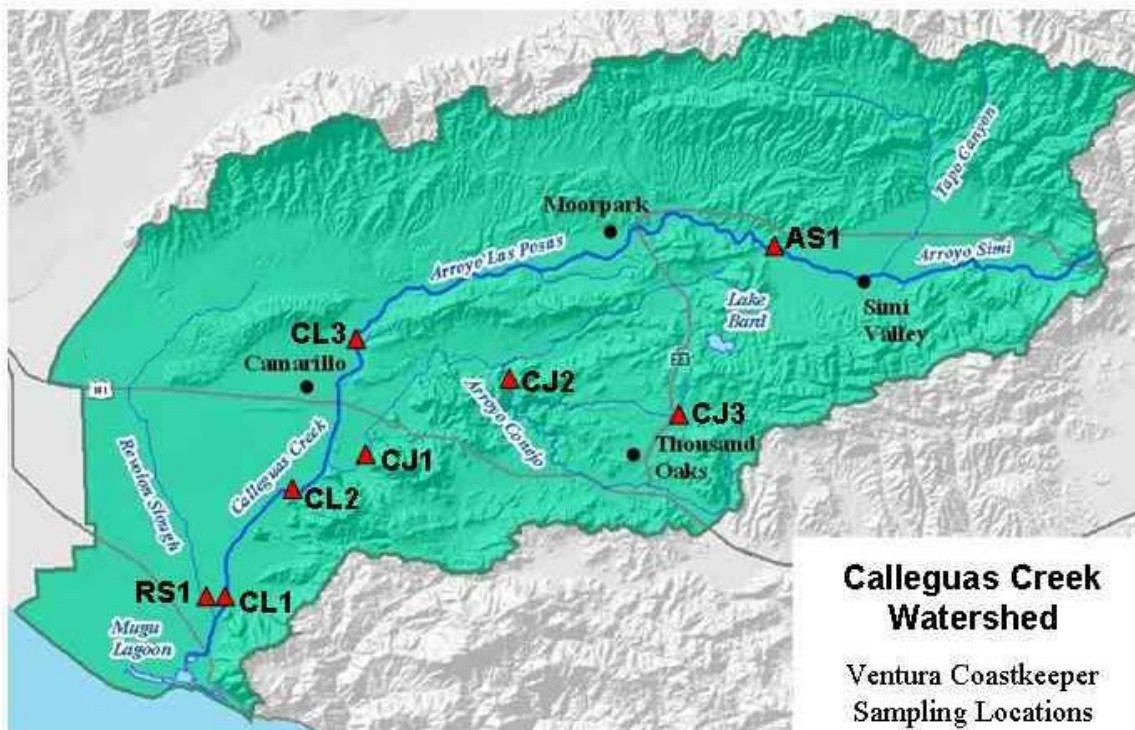 Tapo Canyon
Moorpark
AS1
Arroyo Las Posas
Arroyo Simi
Lake
Bard
Simi
Valley
CL3
Camarillo
CJ2
Arroyo Conejo
CJ3
Thousand
Oaks
Calleguas Creek
CJ1
CL2
Revolon Slough
RS1
CL1
Mugu
Lagoon
Calleguas Creek
Watershed
Ventura Coastkeeper
Sampling Locations